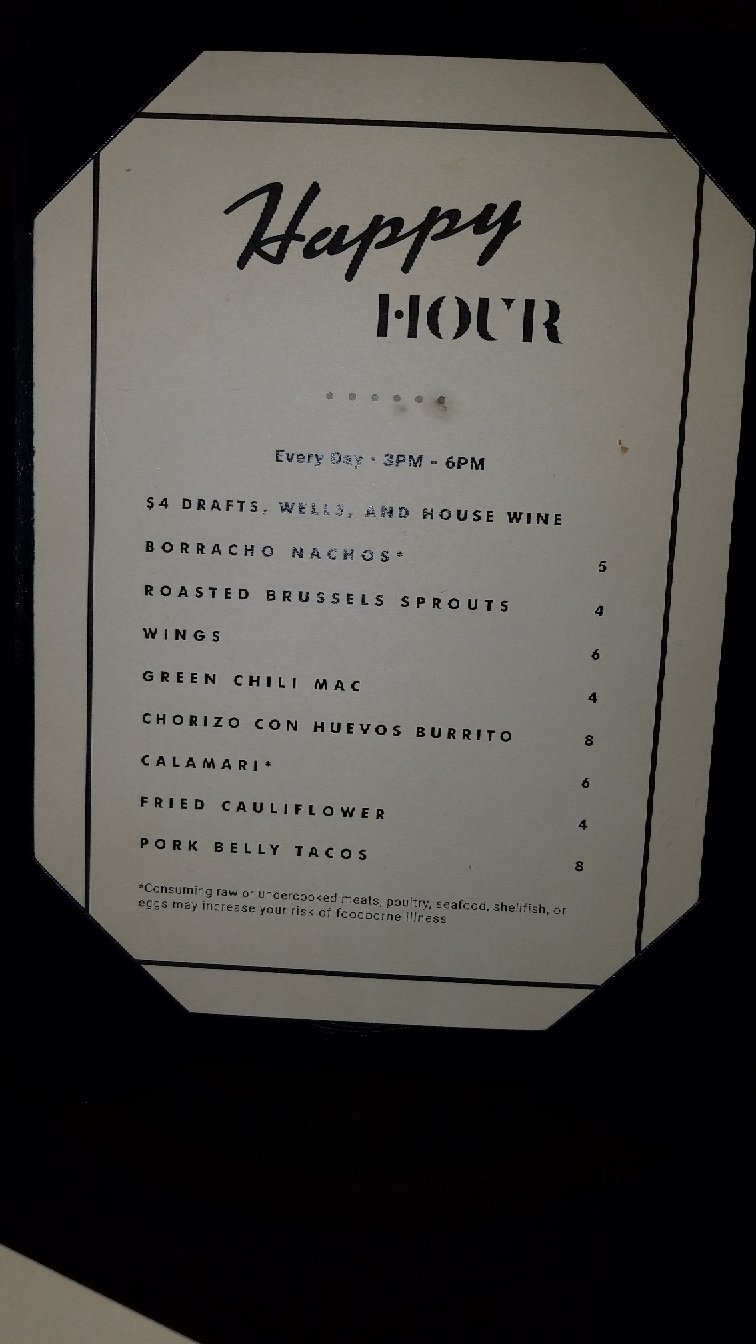 Happy
HOUR
Every Day • 3PM - 6PM
$4 DRAFTS, WELLS, AND HOUSE WINE
BORRACHO NACHOS* 5
ROASTED BRUSSELS SPROUTS 4
WINGS 6
GREEN CHILI MAC 4
CHORIZO CON HUEVOS BURRITO 8
CALAMARI* 6
FRIED CAULIFLOWER 4
PORK BELLY TACOS 8
*Consuming raw or undercooked meats, poultry, seafood, shellfish, or
eggs may increase your risk of foodborne illness